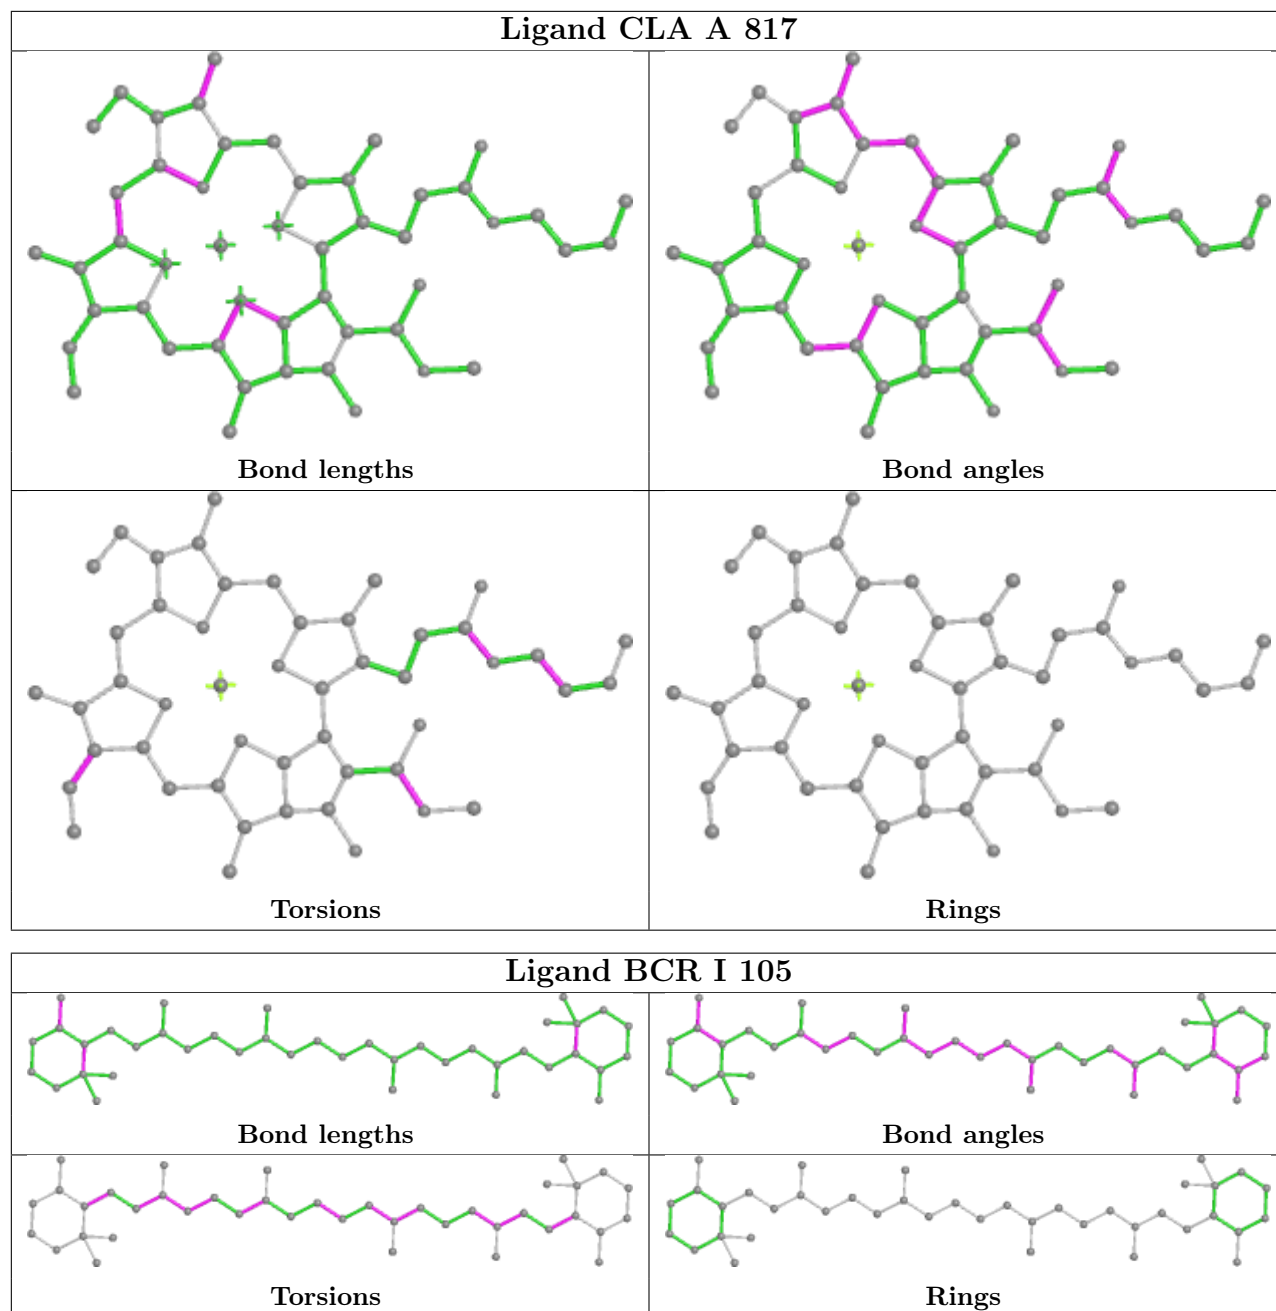 Ligand CLA A 817
Bond lengths
Bond angles
Torsions
Rings
Ligand BCR I 105
Bond lengths
Bond angles
Torsions
Rings